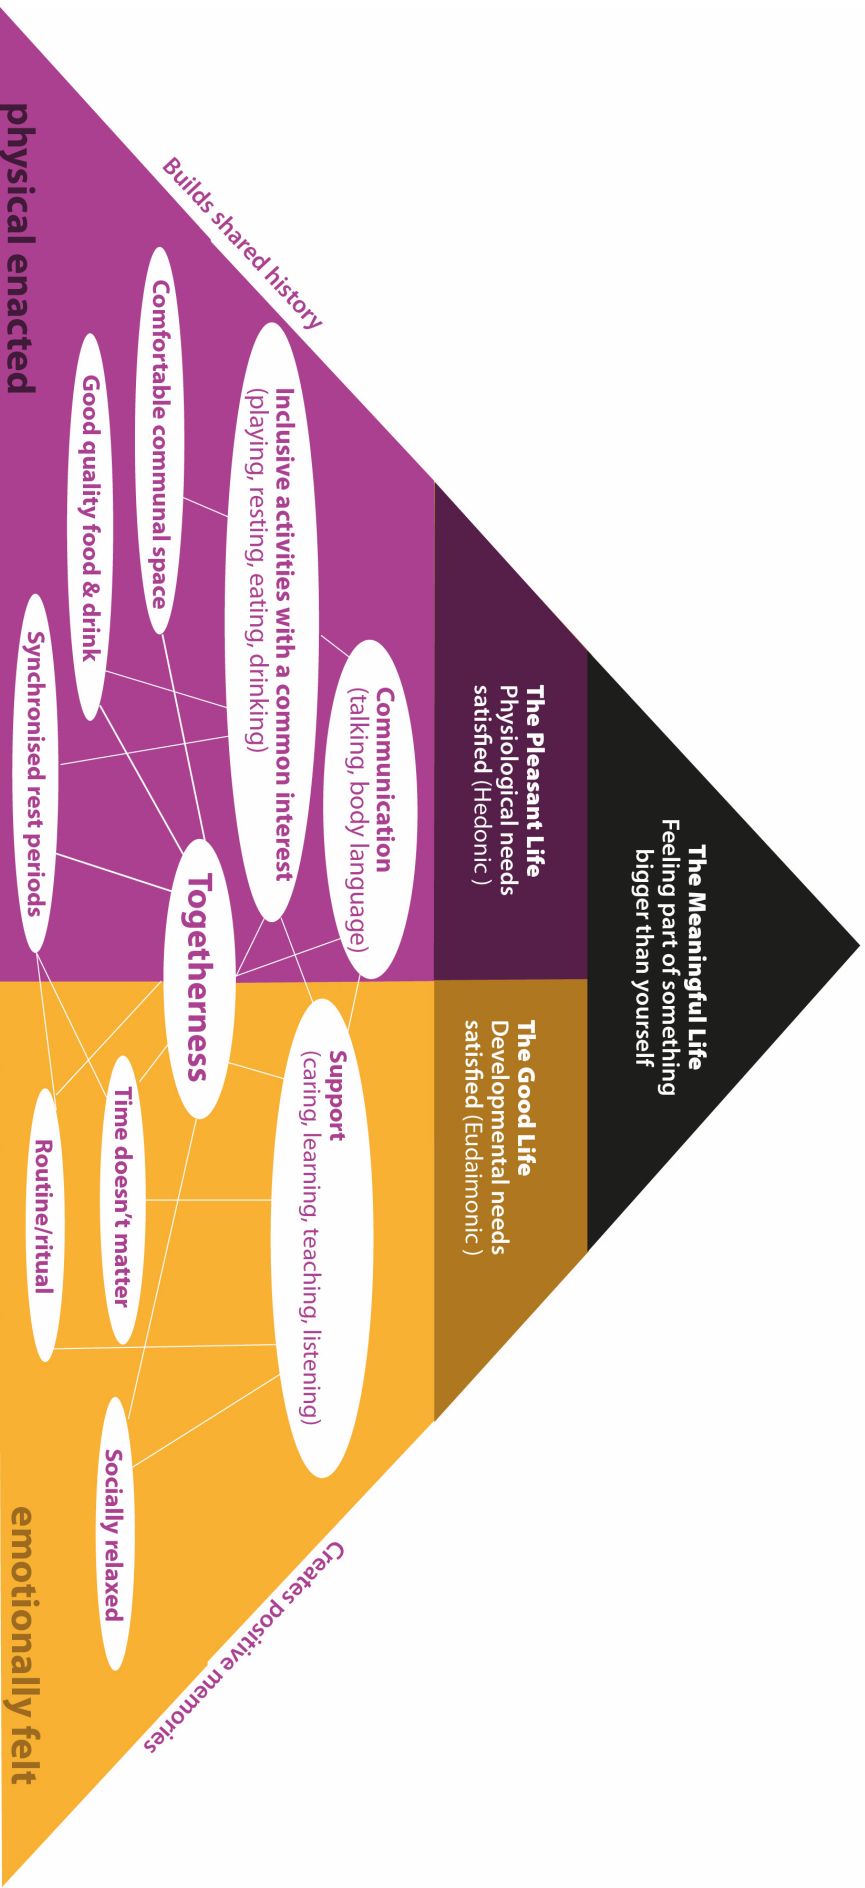 The Meaningful Life
Feeling part of something
bigger than yourself
The Pleasant Life
Physiological needs
satisfied (Hedonic )
The Good Life
Developmental needs
satisfied (Eudaimonic )
Builds shared history
Creates positive memories
Communication
(talking, body language)
Inclusive activities with a common interest
(playing, resting, eating, drinking)
Support
(caring, learning, teaching, listening)
Togetherness
Comfortable communal space
Good quality food & drink
Synchronised rest periods
Time doesn't matter
Routine/ritual
Socially relaxed
physical enacted
emotionally felt